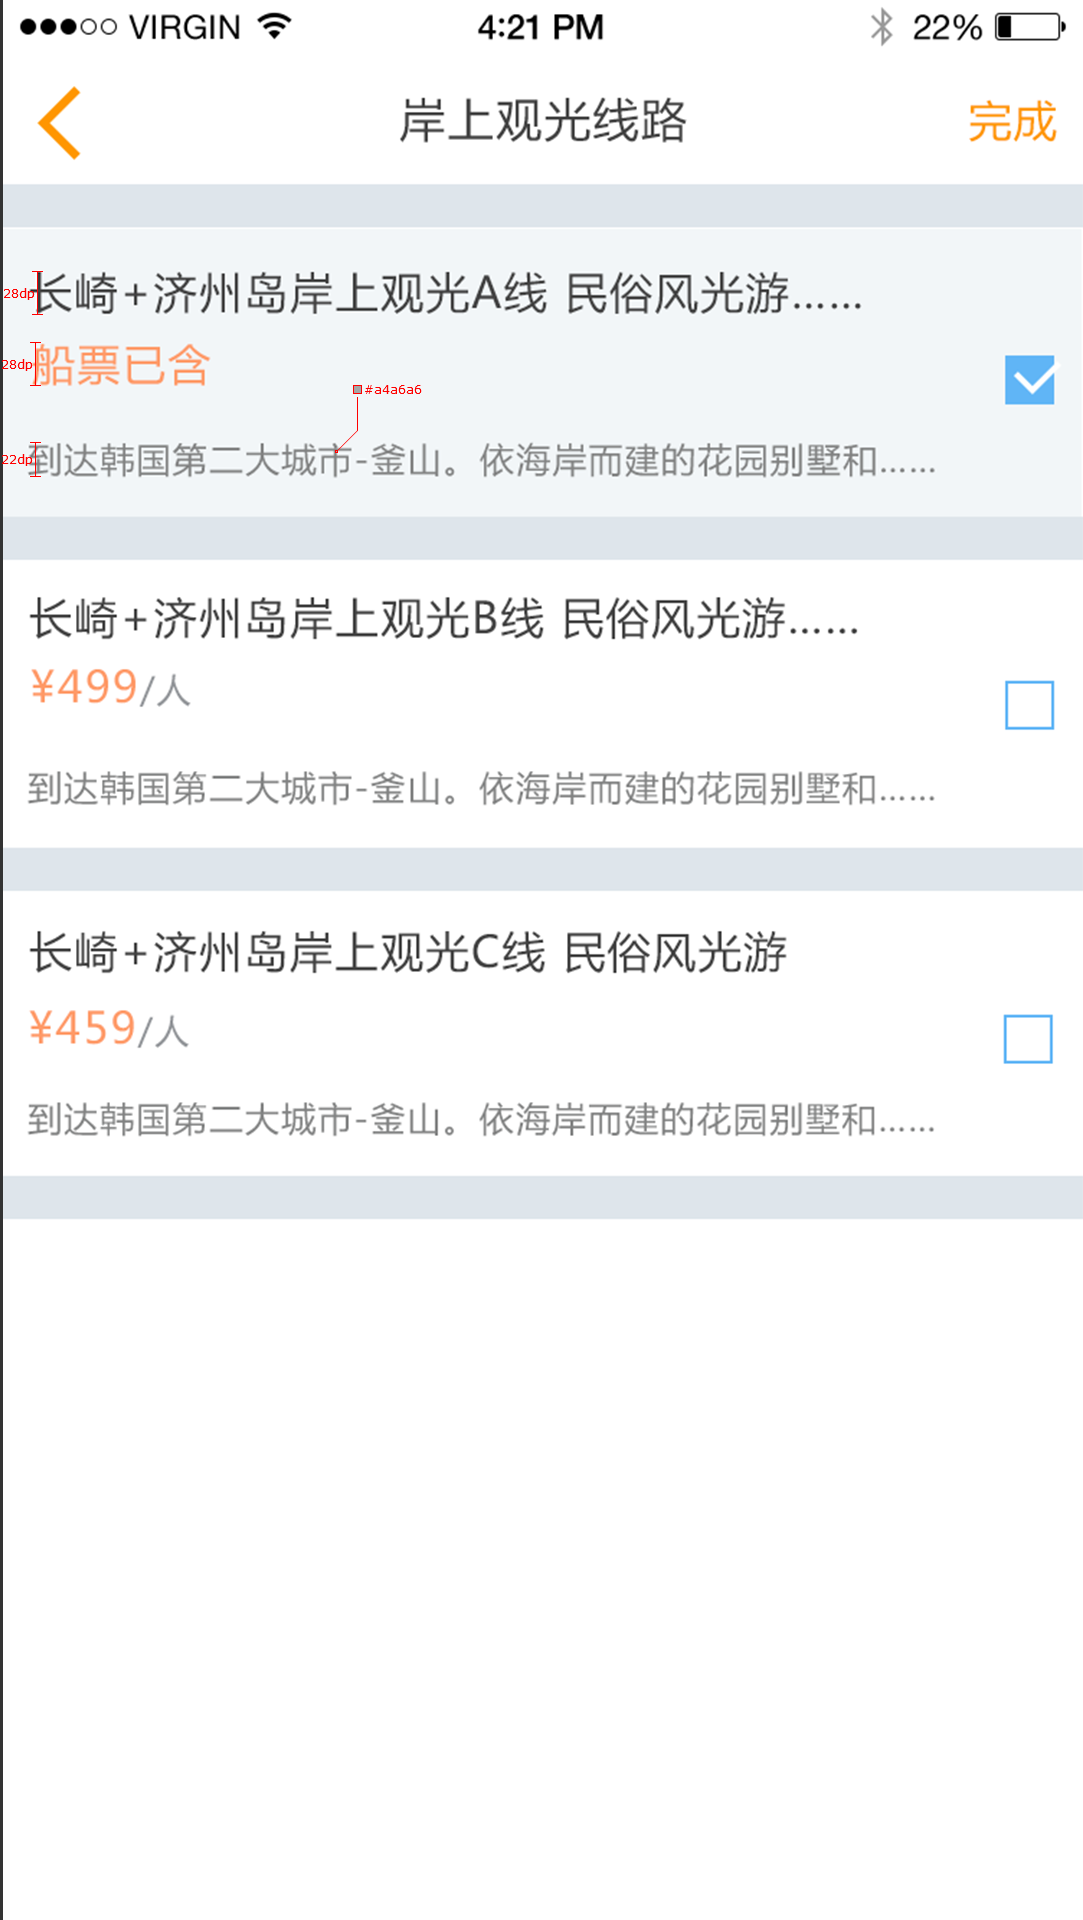 VIRGIN 4:21 PM 22%
岸上观光线路 完成
28dp 长崎+济州岛岸上观光A线 民俗风光游……
28dp 船票已含
#a4a6a6
22dp 到达韩国第二大城市-釜山。依海岸而建的花园别墅和……
长崎+济州岛岸上观光B线 民俗风光游……
¥499/人
到达韩国第二大城市-釜山。依海岸而建的花园别墅和……
长崎+济州岛岸上观光C线 民俗风光游
¥459/人
到达韩国第二大城市-釜山。依海岸而建的花园别墅和……